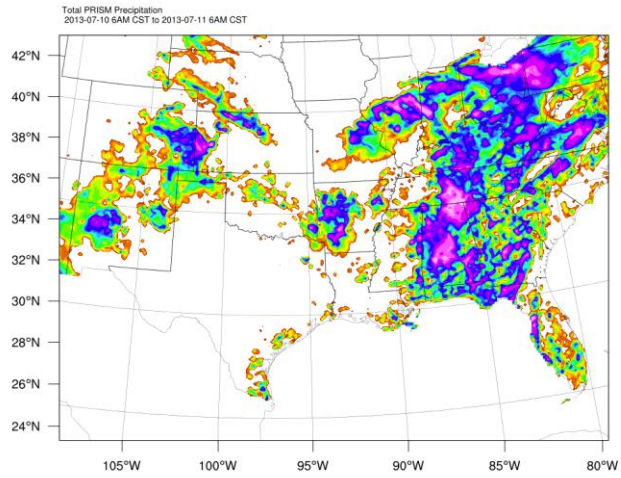 Total PRISM Precipitation
2013-07-10 6AM CST to 2013-07-11 6AM CST
42°N
40°N
38°N
36°N
34°N
32°N
30°N
28°N
26°N
24°N
105°W 100°W 95°W 90°W 85°W 80°W